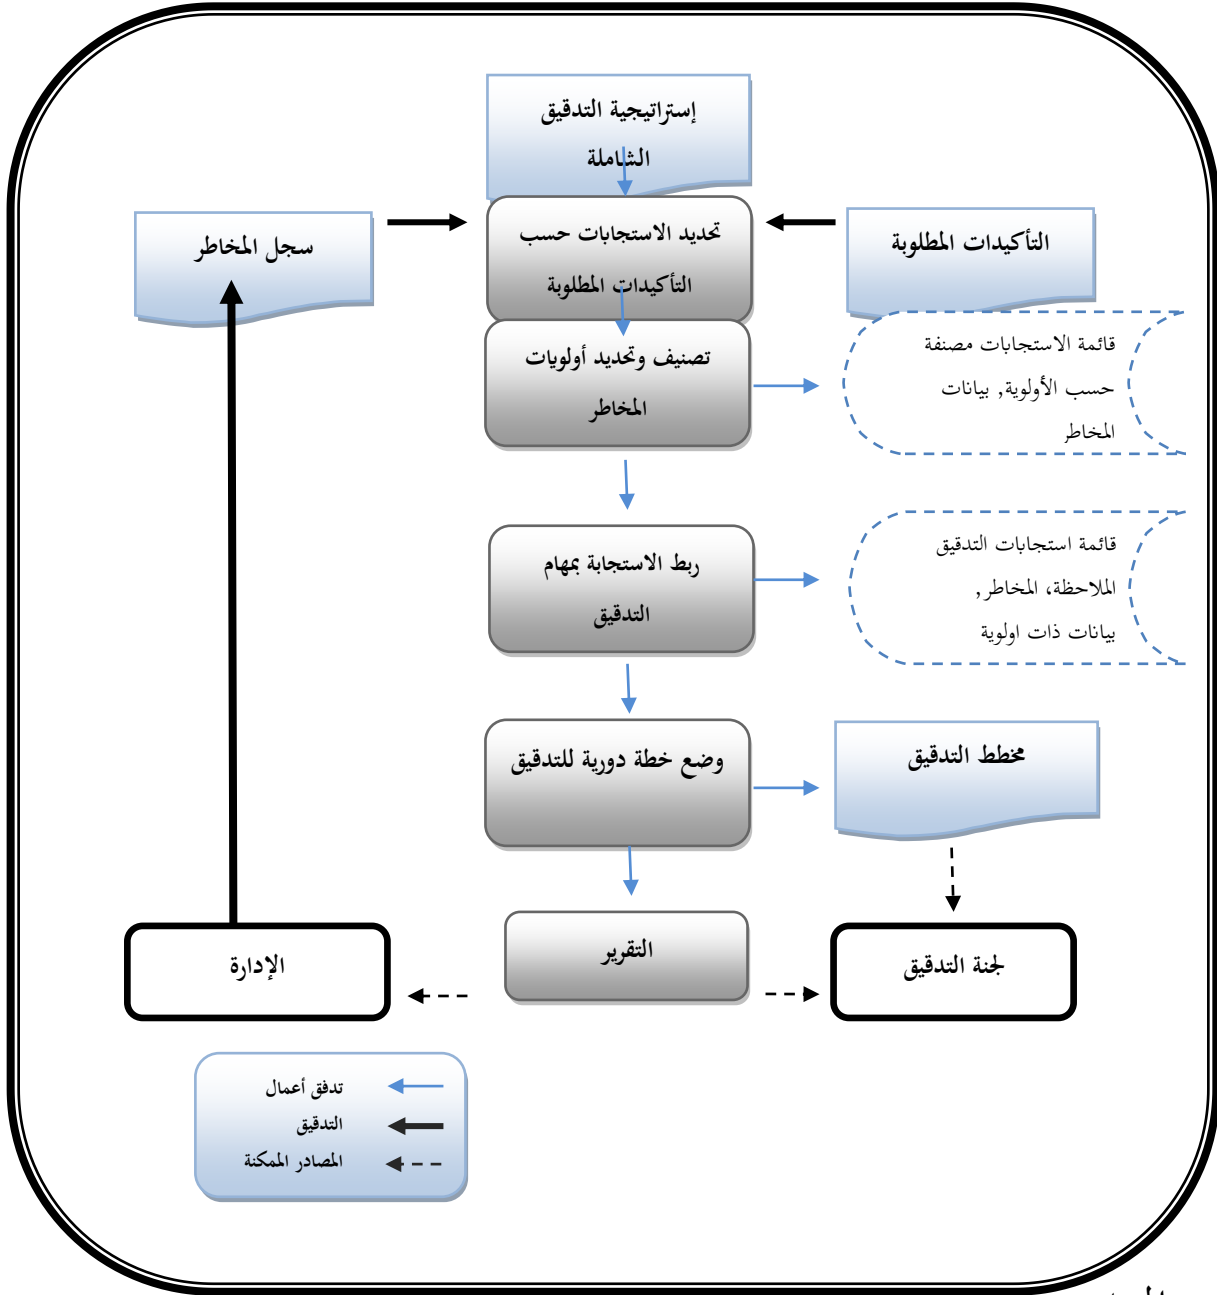 إستراتيجية التدقيق
الشاملة
تحديد الاستجابات حسب
التأكيدات المطلوبة
سجل المخاطر
التأكيدات المطلوبة
تصنيف وتحديد أولويات
المخاطر
قائمة الاستجابات مصنفة
حسب الأولوية, بيانات
المخاطر
ربط الاستجابة بمهام
التدقيق
قائمة استجابات التدقيق
الملاحظة، المخاطر,
بيانات ذات اولوية
وضع خطة دورية للتدقيق
مخطط التدقيق
الإدارة
التقرير
لجنة التدقيق
تدفق أعمال
التدقيق
المصادر الممكنة